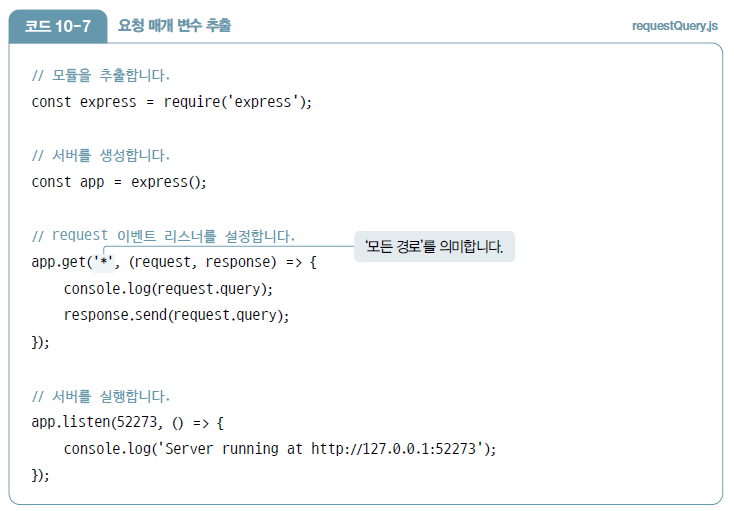 코드 10-7 요청 매개 변수 추출 requestQuery.js
// 모듈을 추출합니다.
const express = require('express');
// 서버를 생성합니다.
const app = express();
// request 이벤트 리스너를 설정합니다.
'모든 경로'를 의미합니다.
app.get('*', (request, response) => {
console.log(request.query);
response.send(request.query);
});
// 서버를 실행합니다.
app.listen(52273, () => {
console.log('Server running at http://127.0.0.1:52273');
});